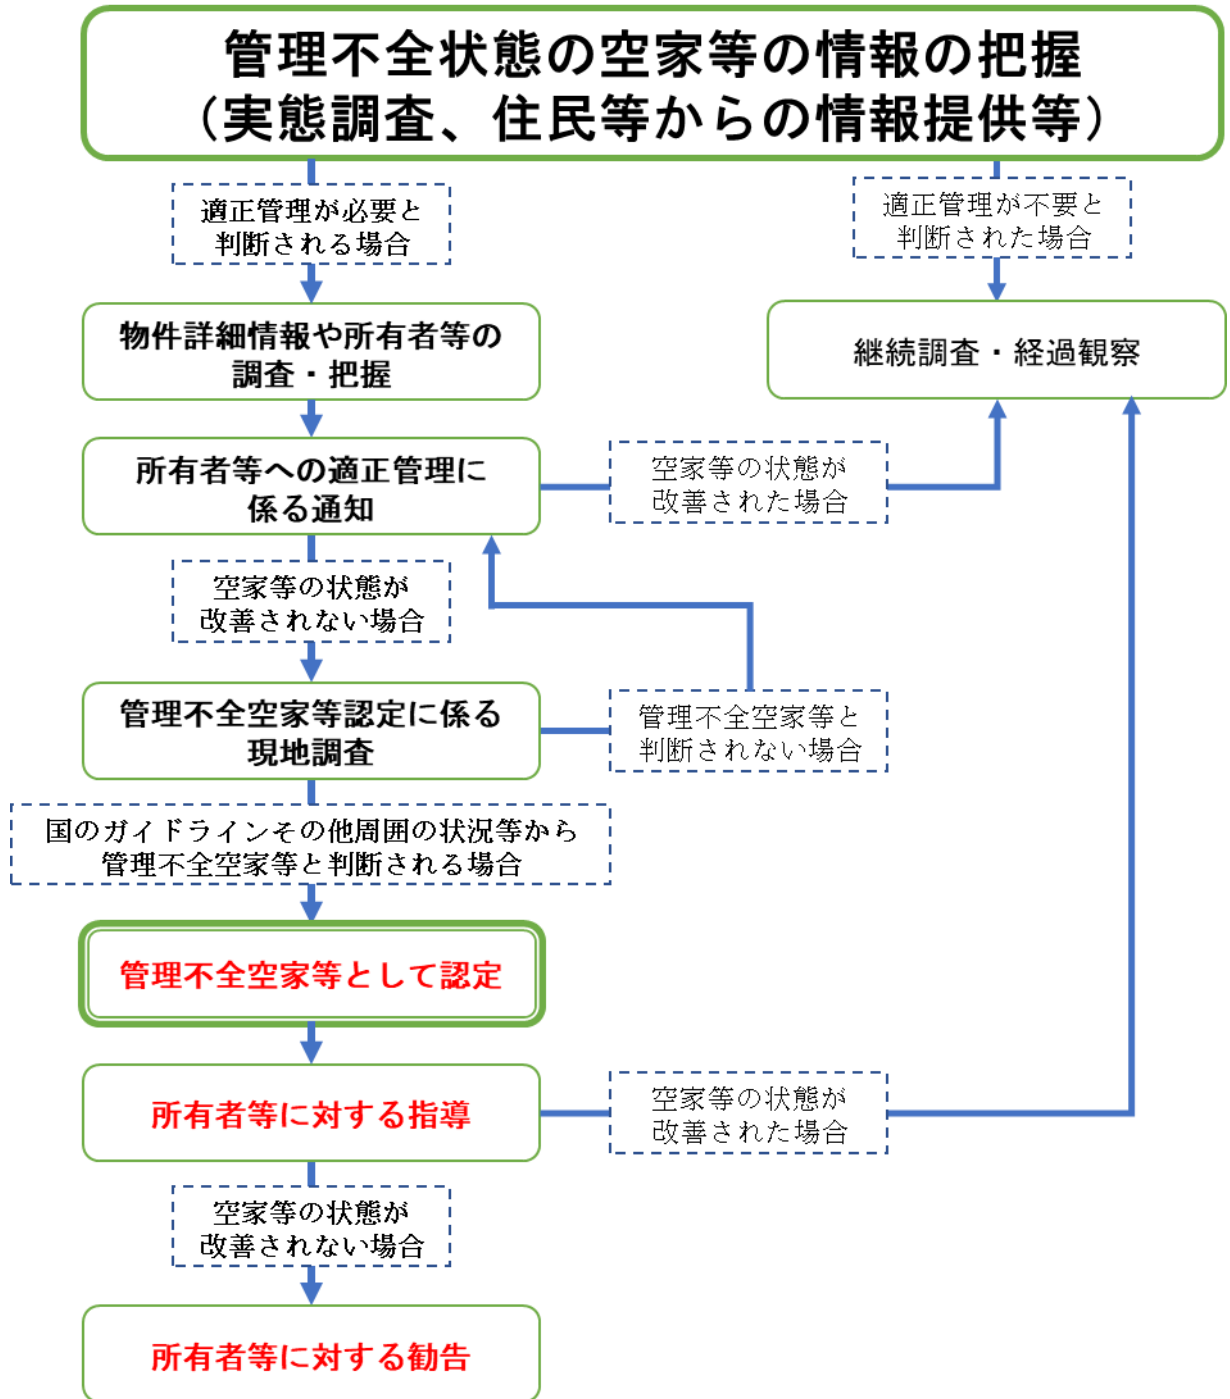 管理不全状態の空家等の情報の把握
（実態調査、住民等からの情報提供等）
適正管理が必要と
判断される場合
適正管理が不要と
判断された場合
物件詳細情報や所有者等の
調査・把握
継続調査・経過観察
所有者等への適正管理に
係る通知
空家等の状態が
改善された場合
空家等の状態が
改善されない場合
管理不全空家等認定に係る
現地調査
管理不全空家等と
判断されない場合
国のガイドラインその他周囲の状況等から
管理不全空家等と判断される場合
管理不全空家等として認定
所有者等に対する指導
空家等の状態が
改善された場合
空家等の状態が
改善されない場合
所有者等に対する勧告